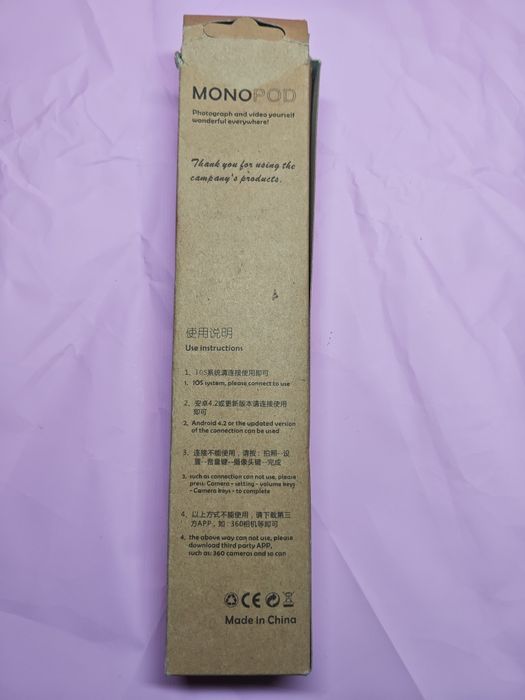 MONOPOD
Photograph and video yourself
wonderful everywhere!
Thank you for using the
campany's products.
使用说明
Use instructions
1、IOS系统请连接使用即可
1、IOS system, please connect to use
2、安卓4.2或更新版本请连接使用
即可
2、Android 4.2 or the updated version
of the connection can be used
3、连接不能使用，请按：拍照--设
置--音量键--摄像头键--完成
3、such as connection can not use, please
press: Camera - setting - volume keys
- Camera keys - to complete
4、以上方式不能使用，请下载第三
方APP，如：360相机等即可
4、the above way can not use, please
download third party APP,
such as: 360 cameras and so can
CE
Made in China